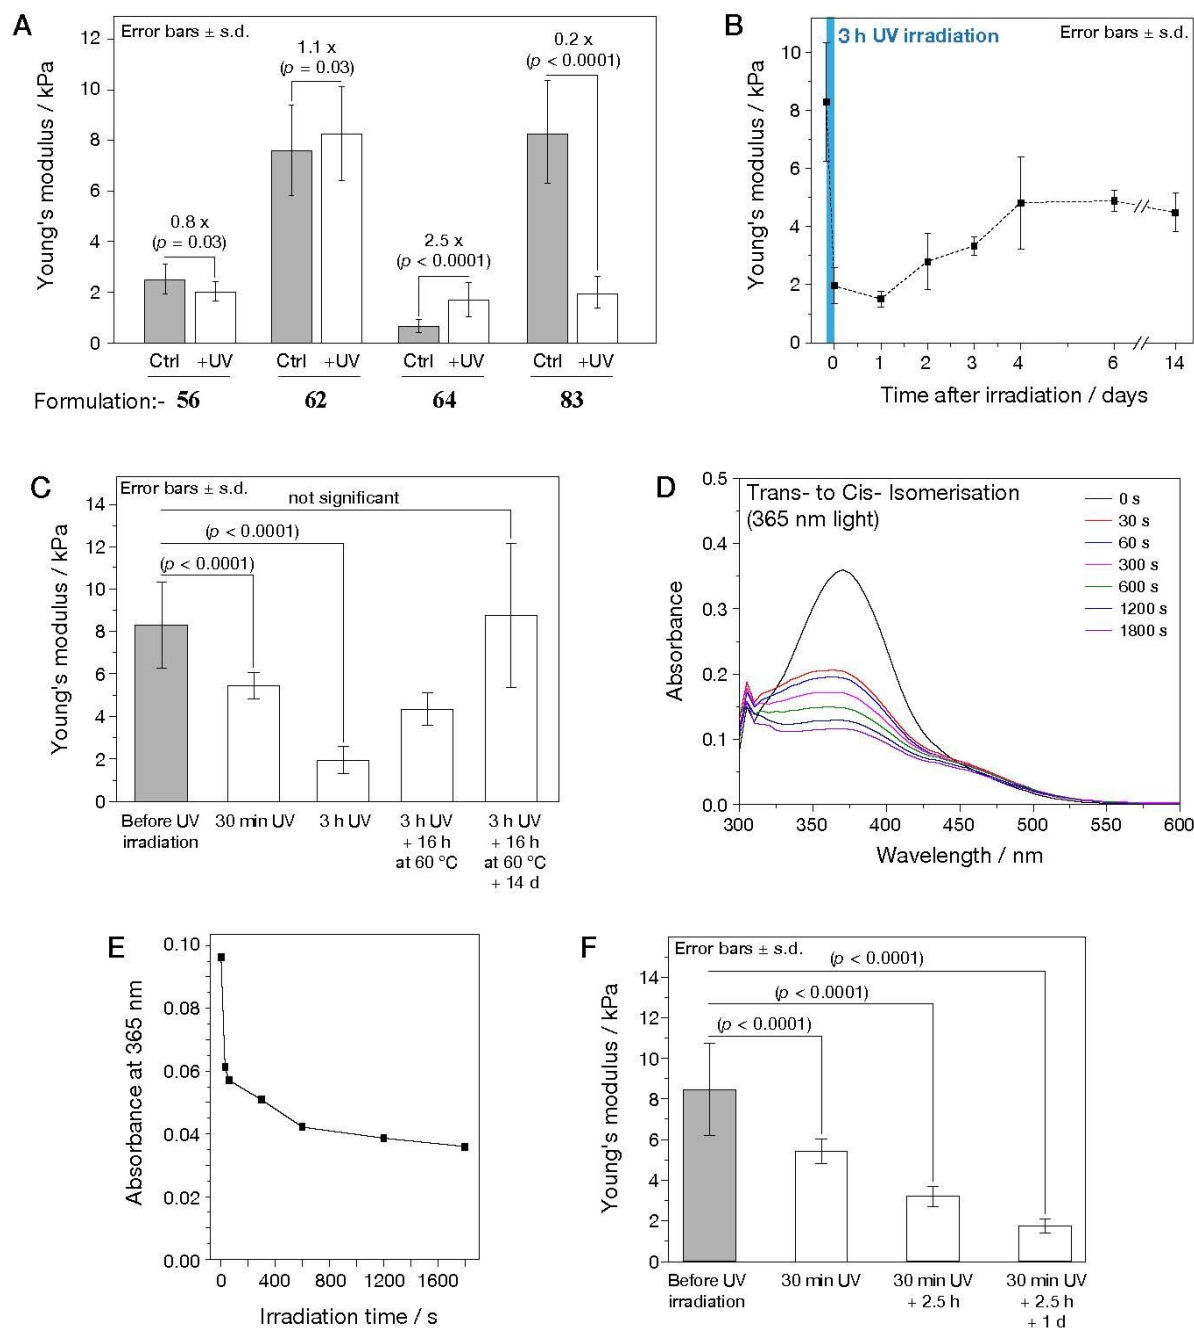 A
Error bars ± s.d.
Young's modulus / kPa
12
10
8
6
4
2
0
0.8 x
(p = 0.03)
1.1 x
(p = 0.03)
2.5 x
(p < 0.0001)
0.2 x
(p < 0.0001)
Ctrl +UV Ctrl +UV Ctrl +UV Ctrl +UV
Formulation:- 56 62 64 83
B
3 h UV irradiation
Error bars ± s.d.
Young's modulus / kPa
10
8
6
4
2
0
0 1 2 3 4 6 14
Time after irradiation / days
C
Error bars ± s.d.
not significant
(p < 0.0001)
(p < 0.0001)
Young's modulus / kPa
14
12
10
8
6
4
2
0
Before UV
irradiation
30 min UV
3 h UV
3 h UV
+ 16 h
at 60 °C
3 h UV
+ 16 h
at 60 °C
+ 14 d
D
Trans- to Cis- Isomerisation
(365 nm light)
0 s
30 s
60 s
300 s
600 s
1200 s
1800 s
Absorbance
0.5
0.4
0.3
0.2
0.1
0.0
300 350 400 450 500 550 600
Wavelength / nm
E
Absorbance at 365 nm
0.10
0.08
0.06
0.04
0.02
0.00
0 400 800 1200 1600
Irradiation time / s
F
Error bars ± s.d.
(p < 0.0001)
(p < 0.0001)
(p < 0.0001)
Young's modulus / kPa
14
12
10
8
6
4
2
0
Before UV
irradiation
30 min UV
30 min UV
+ 2.5 h
30 min UV
+ 2.5 h
+ 1 d